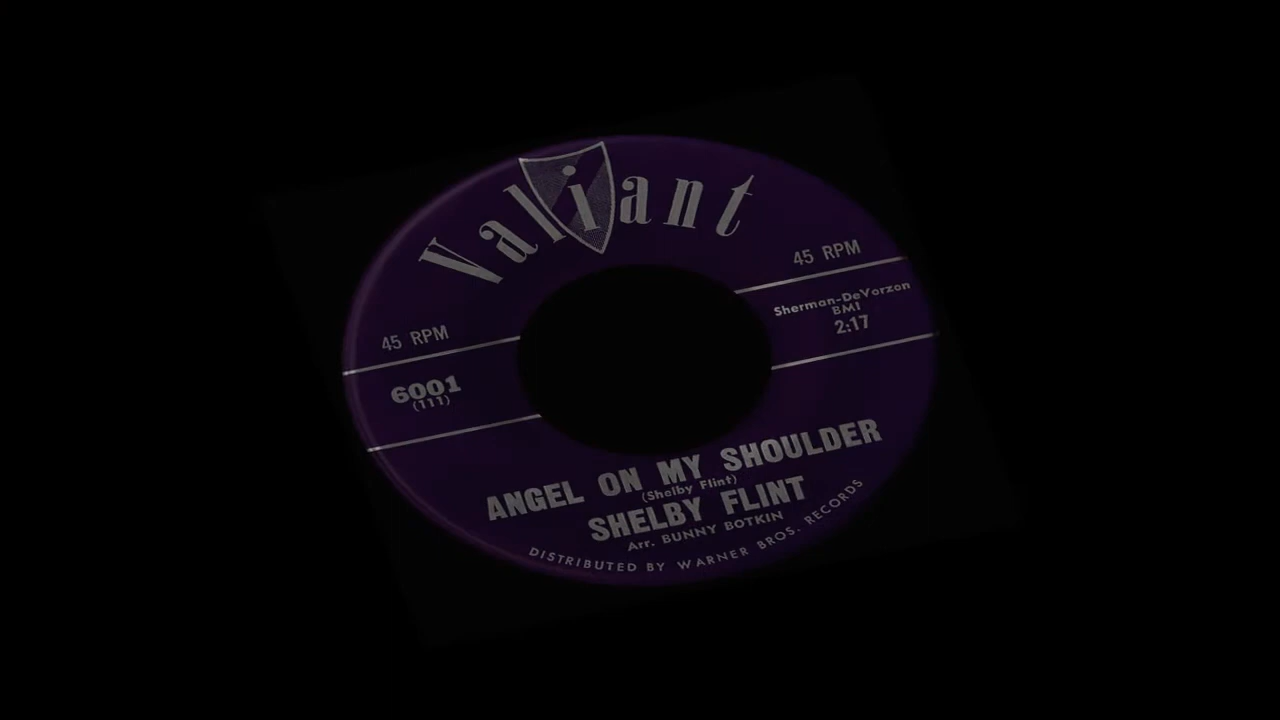 Valiant
45 RPM
45 RPM
Sherman-DeVorzon
BMI
2:17
6001
(111)
ANGEL ON MY SHOULDER
(Shelby Flint)
SHELBY FLINT
Arr. BUNNY BOTKIN
DISTRIBUTED BY WARNER BROS. RECORDS